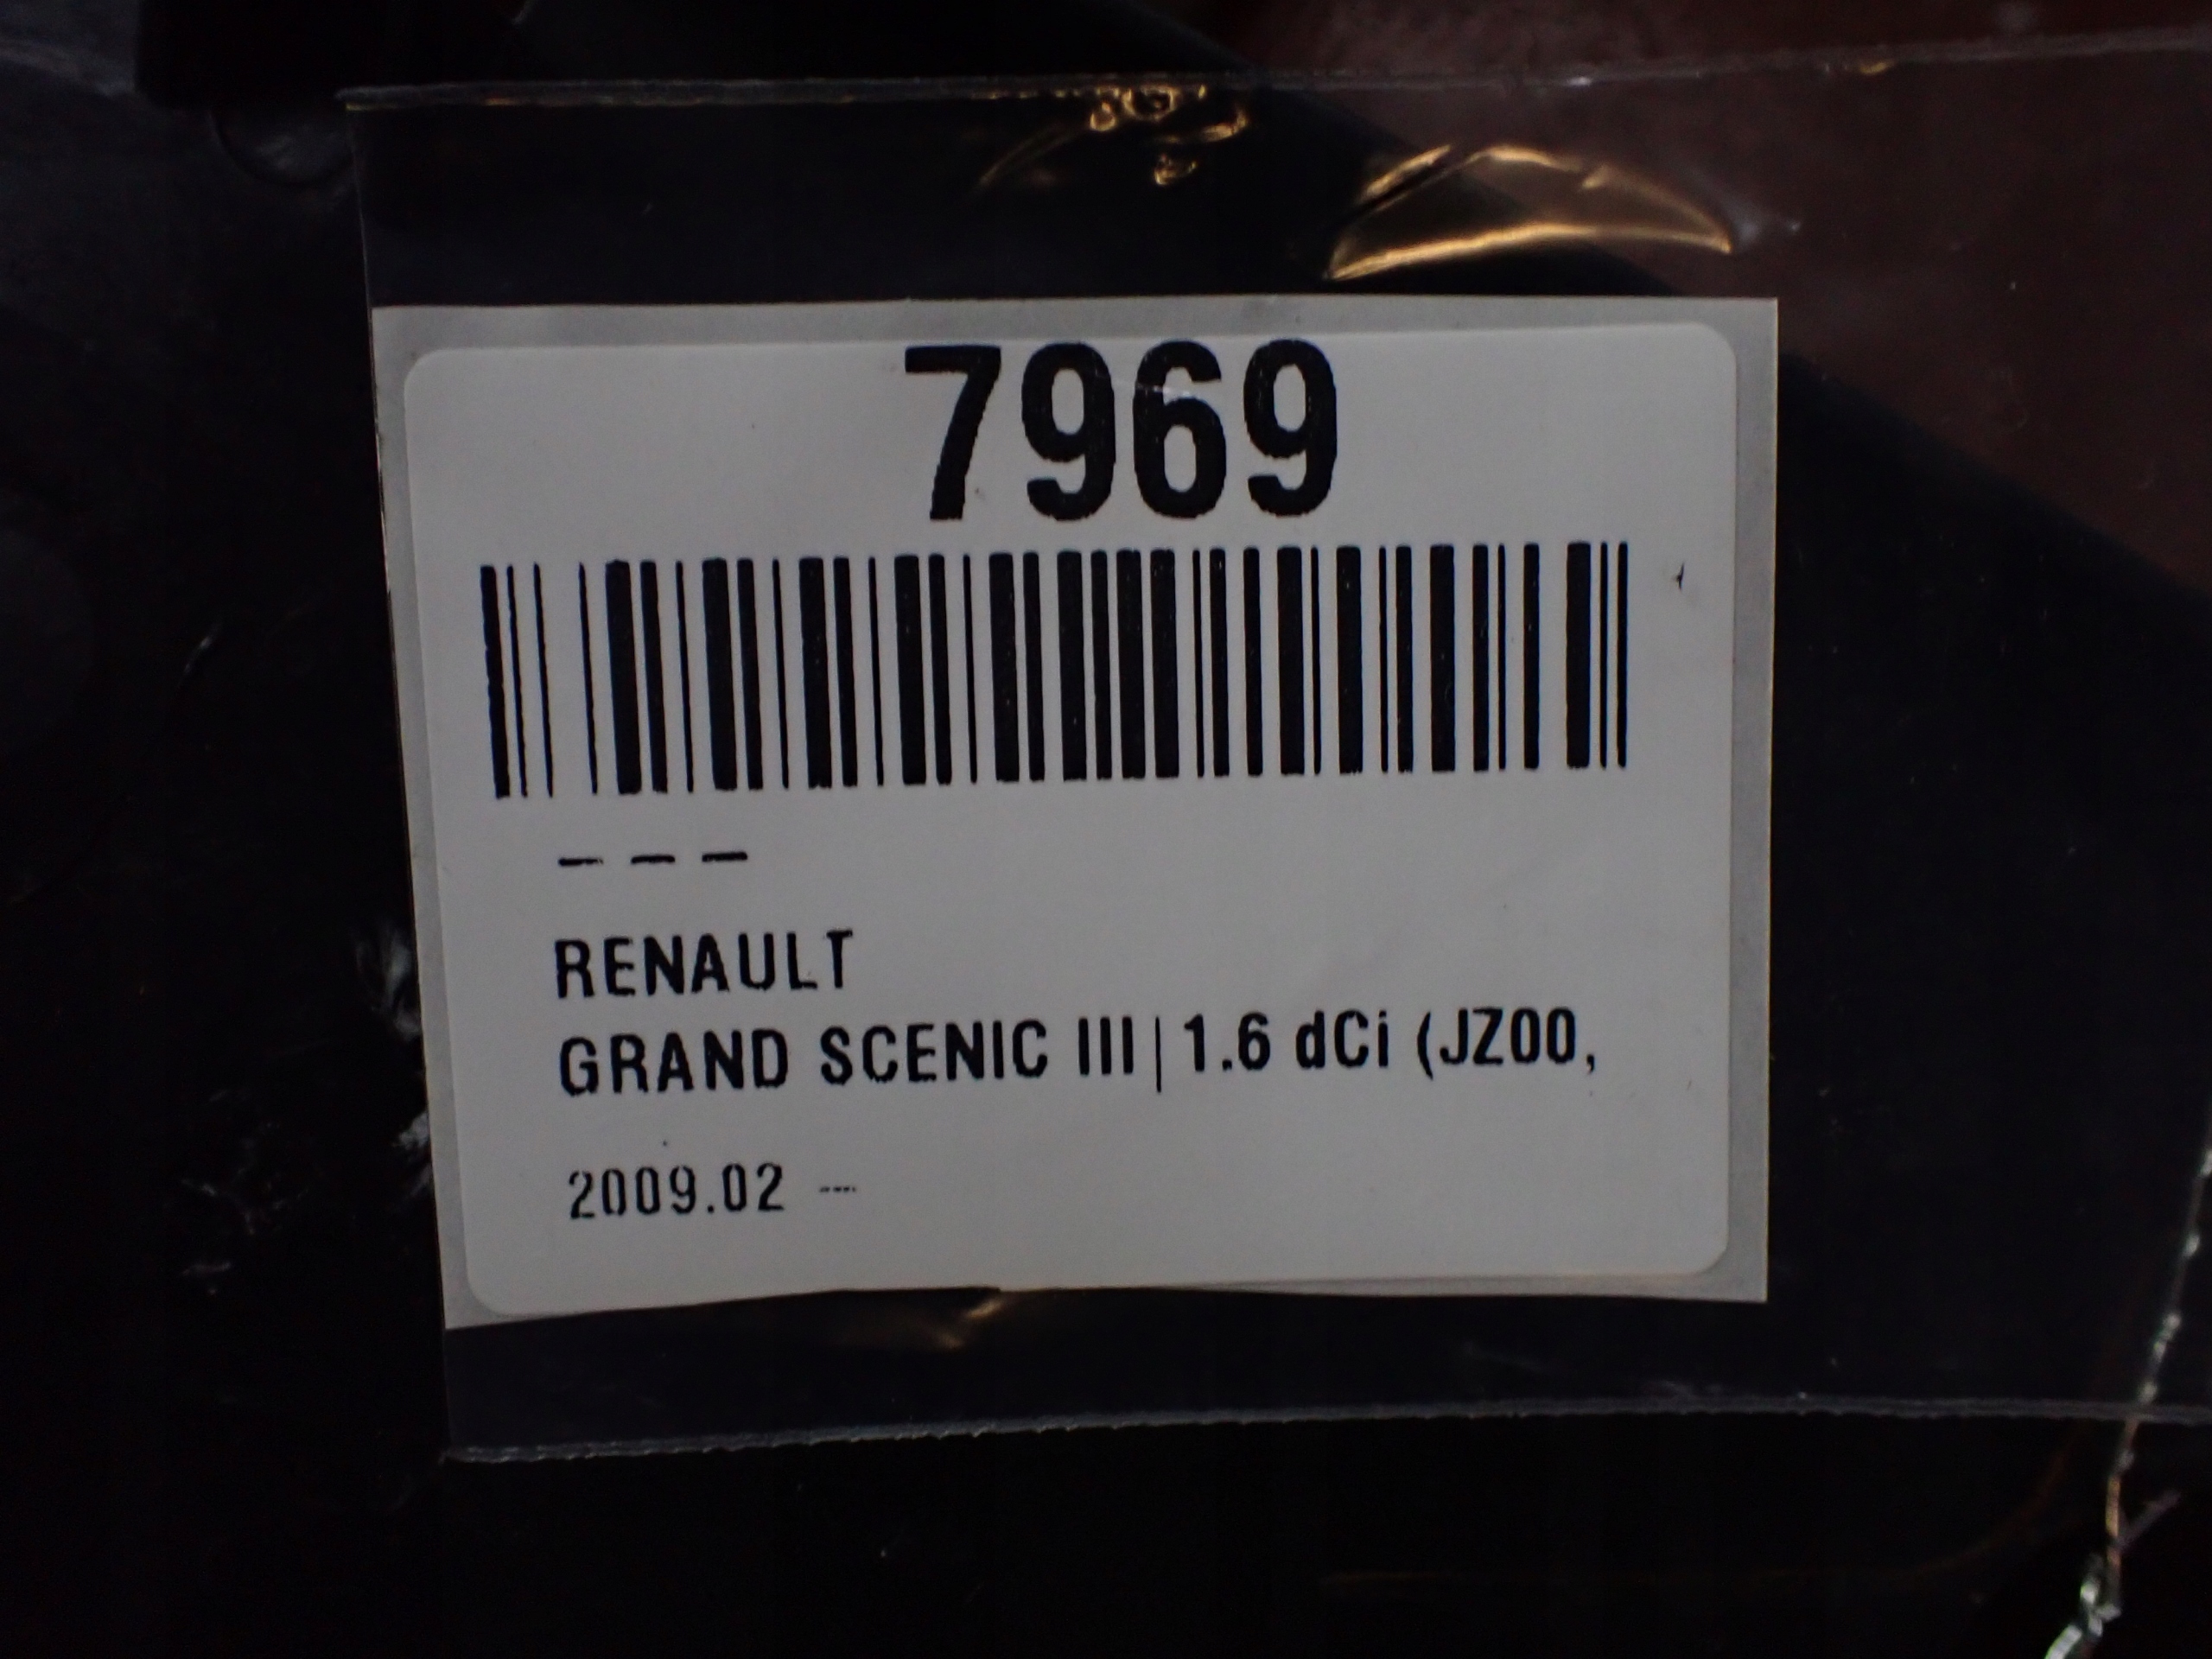 7969
– – –
RENAULT
GRAND SCENIC III|1.6 dCi (JZ00,
2009.02 ---